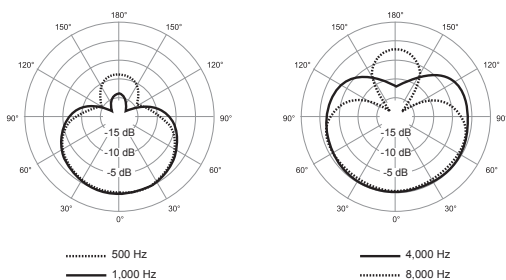 180° 180°
150° 150° 150° 150°
120° 120° 120° 120°
90° 90° 90° 90°
-15 dB -15 dB
-10 dB -10 dB
-5 dB -5 dB
60° 60° 60° 60°
30° 30° 30° 30°
0° 0°
500 Hz 4,000 Hz
1,000 Hz 8,000 Hz